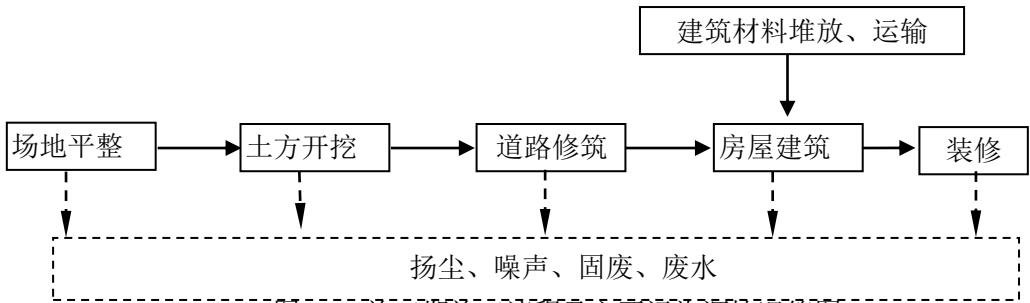 建筑材料堆放、运输
场地平整
土方开挖
道路修筑
房屋建筑
装修
扬尘、噪声、固废、废水